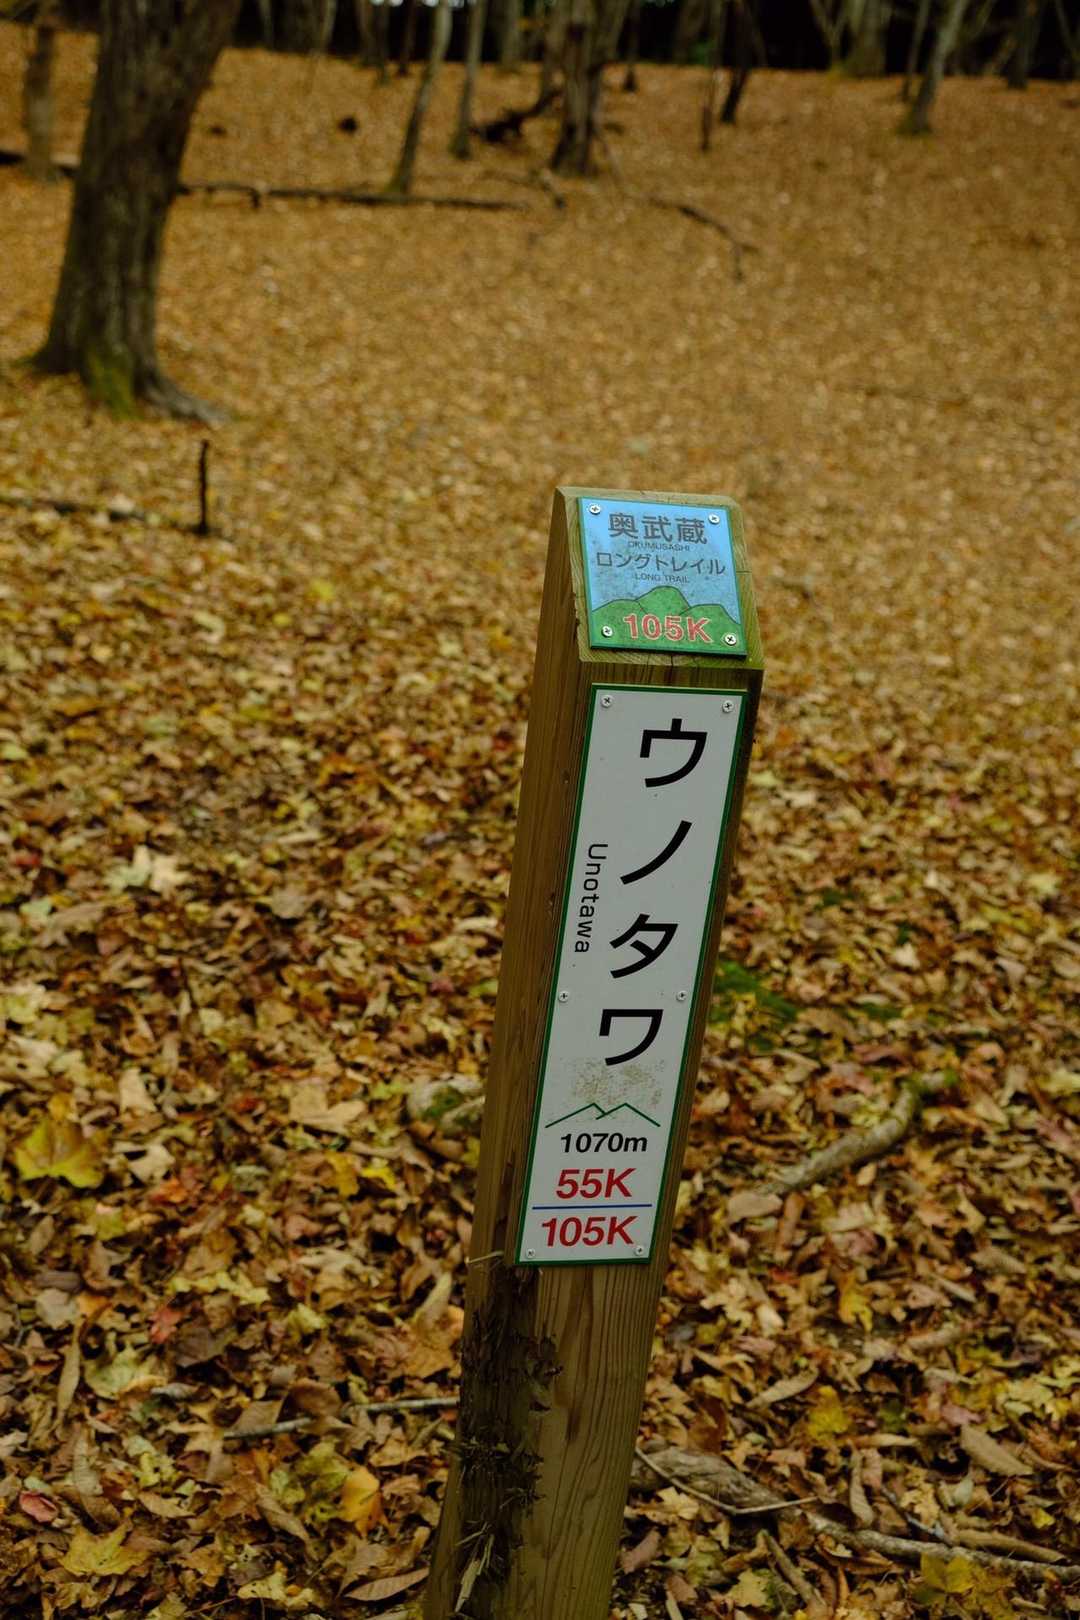 奥武蔵
OKUMUSASHI
ロングトレイル
LONG TRAIL
105K
ウノタワ
Unotawa
1070m
55K
105K